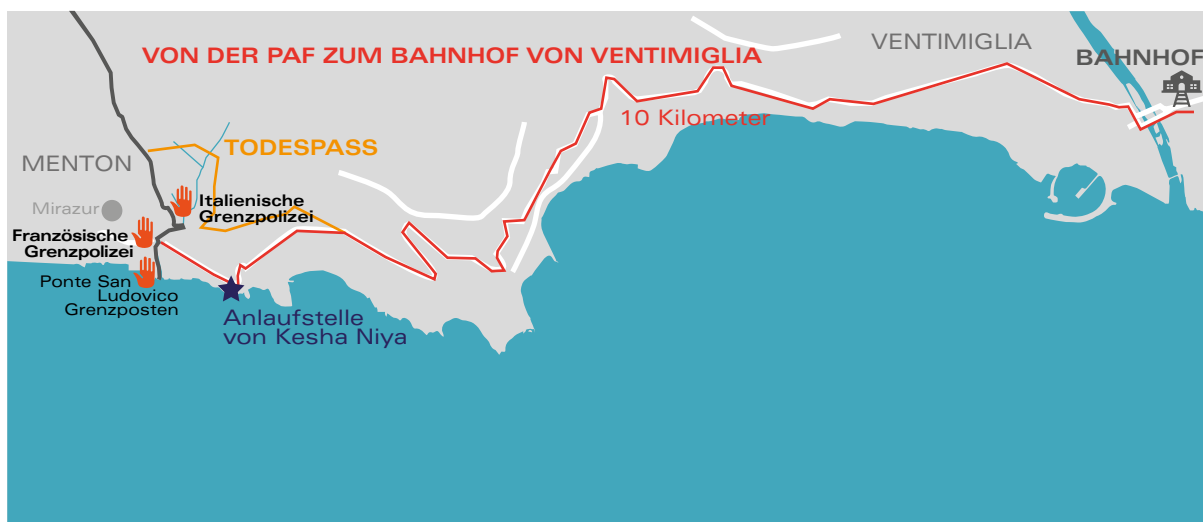 VON DER PAF ZUM BAHNHOF VON VENTIMIGLIA
VENTIMIGLIA
BAHNHOF
10 Kilometer
TODESPASS
MENTON
Mirazur
Italienische
Grenzpolizei
Französische
Grenzpolizei
Ponte San
Ludovico
Grenzposten
Anlaufstelle
von Kesha Niya